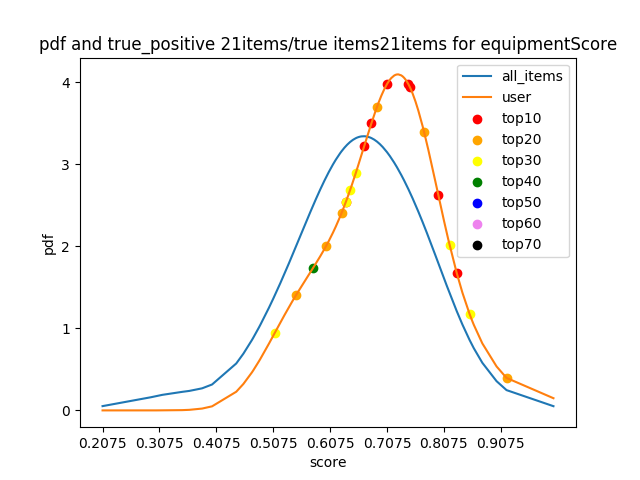 pdf and true_positive 21items/true items21items for equipmentScore
all_items
user
top10
top20
top30
top40
top50
top60
top70
4
3
2
1
0
pdf
0.2075 0.3075 0.4075 0.5075 0.6075 0.7075 0.8075 0.9075
score